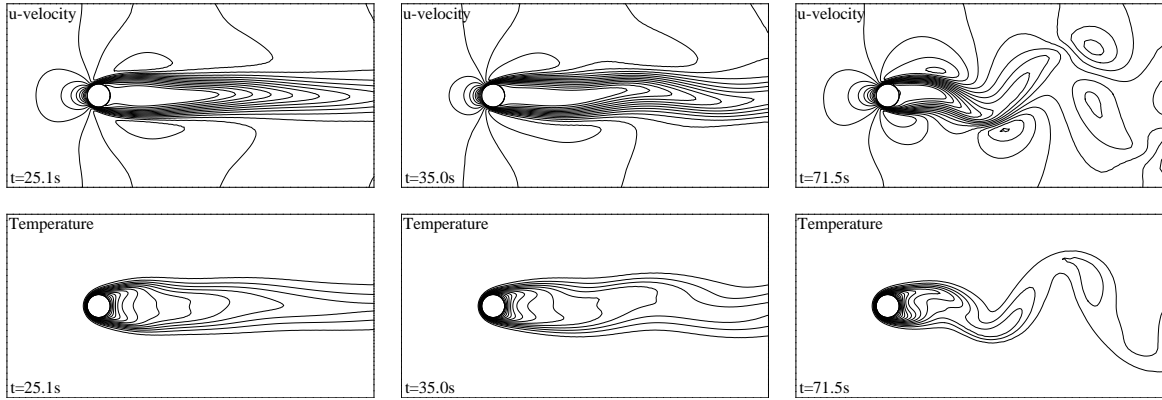 u-velocity
t=25.1s
u-velocity
t=35.0s
u-velocity
t=71.5s
Temperature
t=25.1s
Temperature
t=35.0s
Temperature
t=71.5s